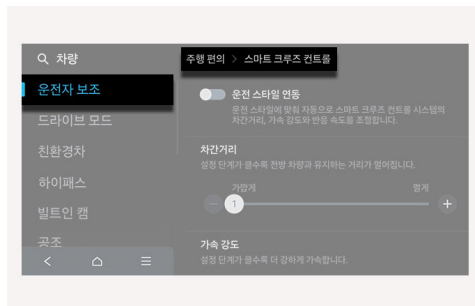 차량
주행 편의 > 스마트 크루즈 컨트롤
운전자 보조
드라이브 모드
친환경차
하이패스
빌트인 캠
공조
운전 스타일 연동
운전 스타일에 맞춰 자동으로 스마트 크루즈 컨트롤 시스템의
차간거리, 가속 강도와 반응 속도를 조절합니다.
차간거리
설정 단계가 클수록 전방 차량과 유지하는 거리가 멀어집니다.
가깝게 멀게
1
가속 강도
설정 단계가 클수록 더 강하게 가속합니다.